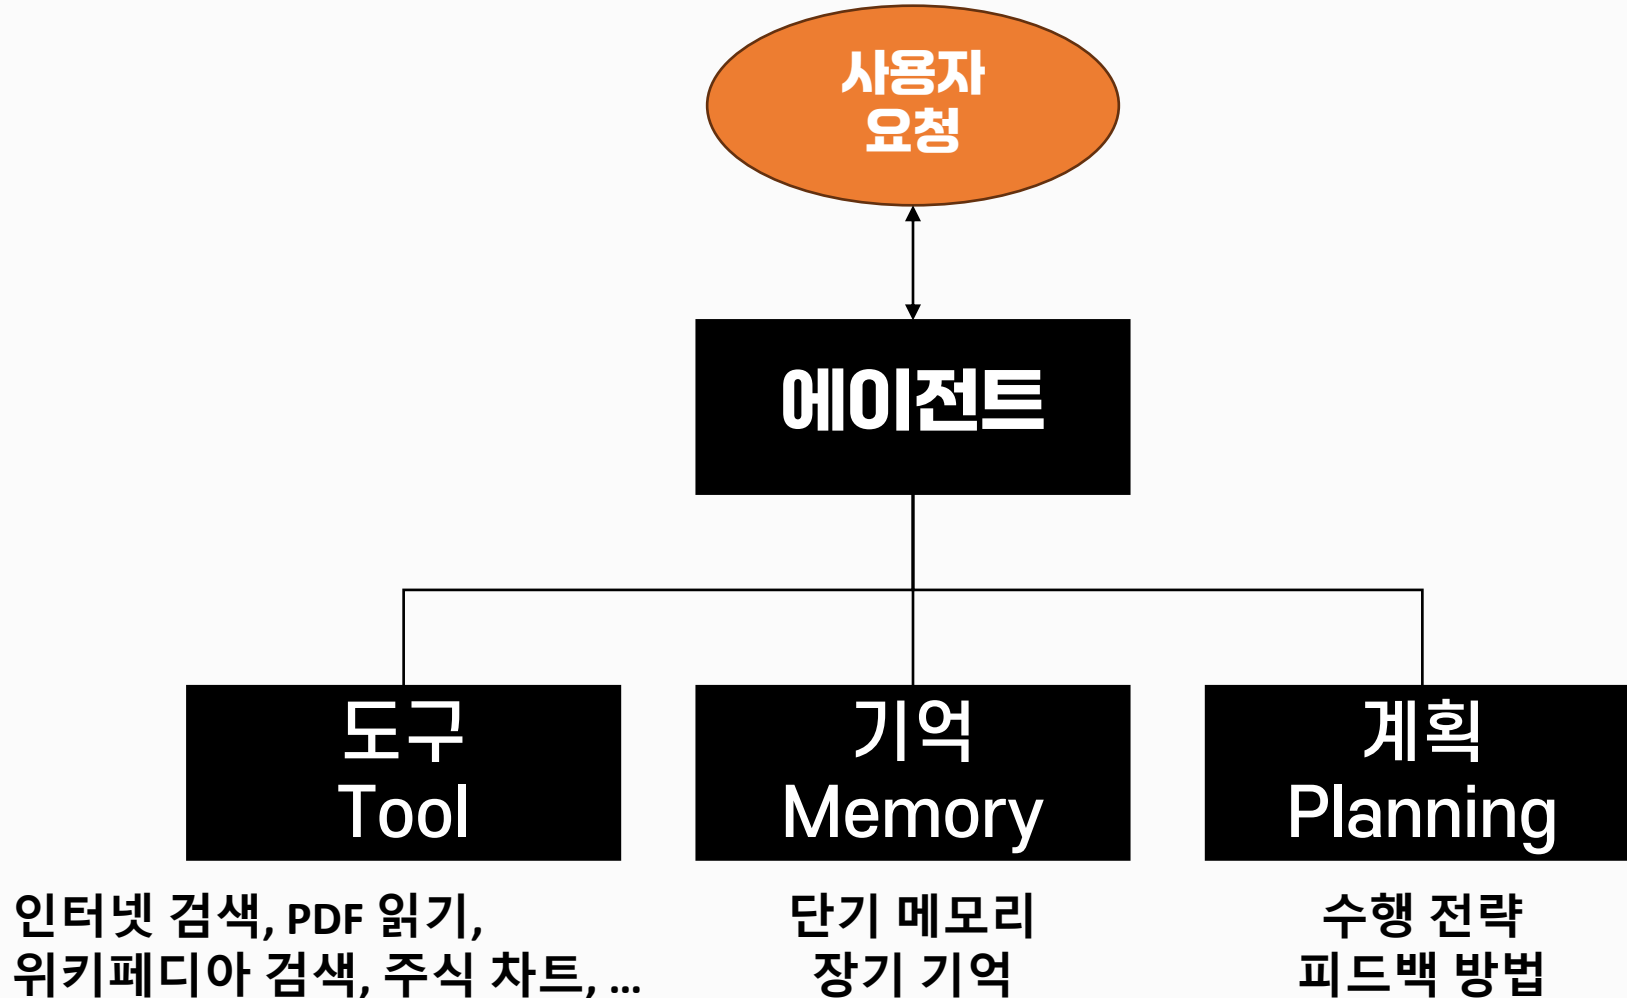 사용자
요청
에이전트
도구
Tool
기억
Memory
계획
Planning
인터넷 검색, PDF 읽기,
위키페디아 검색, 주식 차트, ...
단기 메모리
장기 기억
수행 전략
피드백 방법